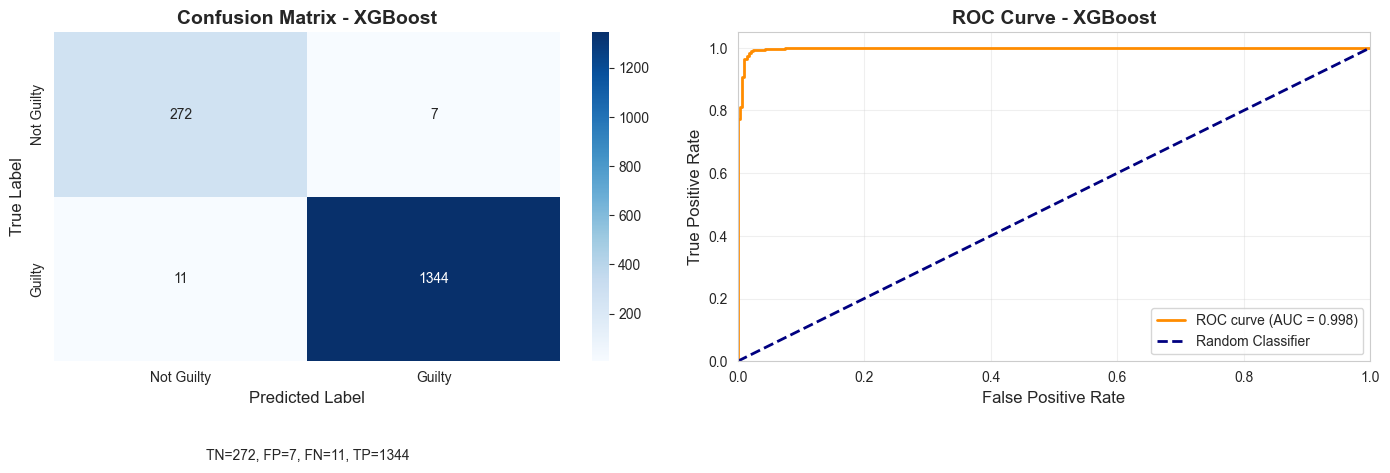 Confusion Matrix - XGBoost
True Label
Not Guilty
Guilty
272
7
11
1344
Not Guilty
Guilty
Predicted Label
1200
1000
800
600
400
200
TN=272, FP=7, FN=11, TP=1344
ROC Curve - XGBoost
True Positive Rate
1.0
0.8
0.6
0.4
0.2
0.0
0.0
0.2
0.4
0.6
0.8
1.0
False Positive Rate
ROC curve (AUC = 0.998)
Random Classifier